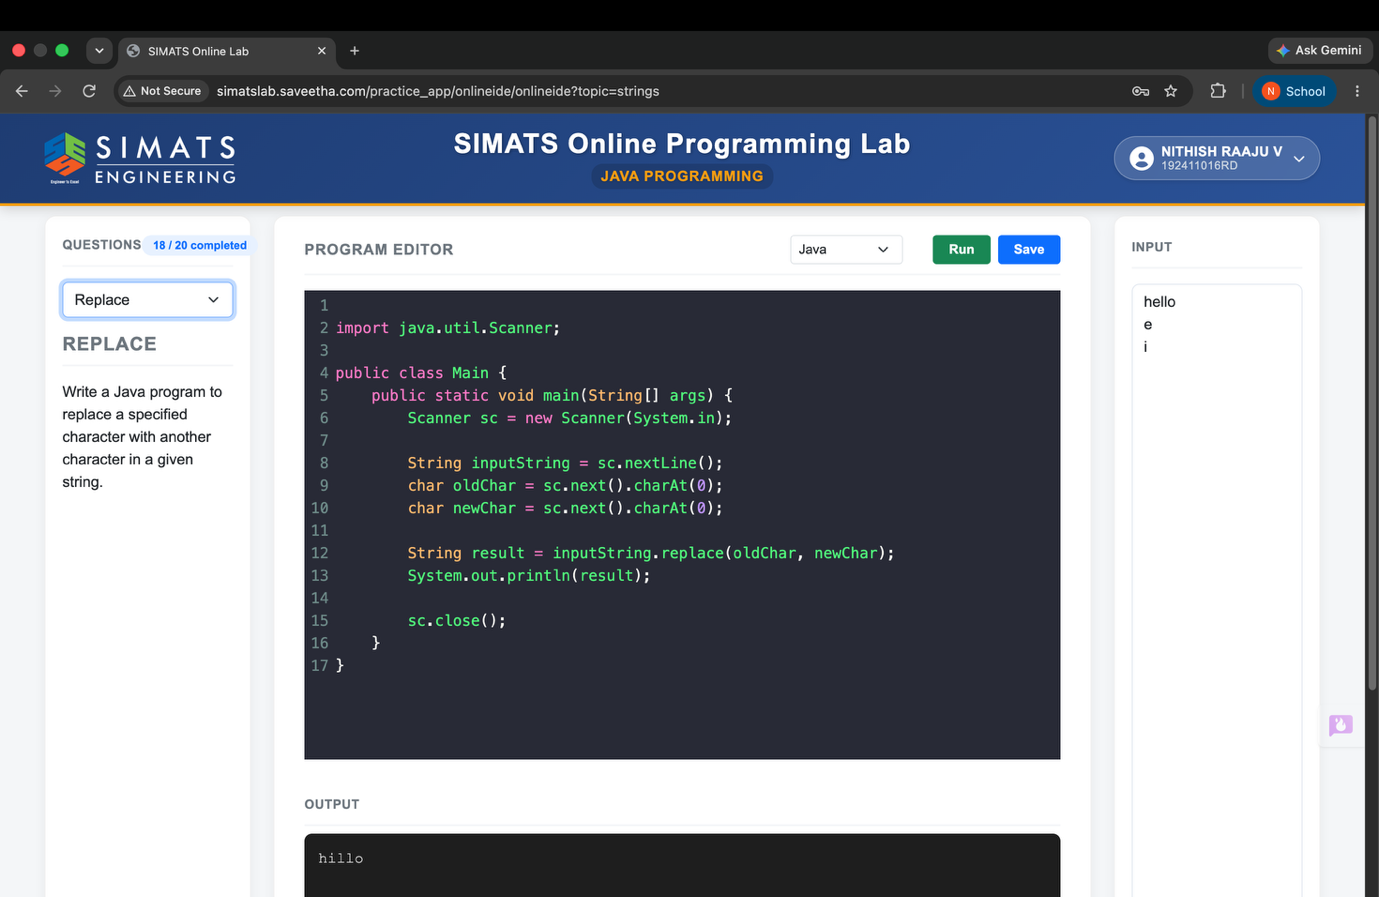 SIMATS Online Lab
Ask Gemini
Not Secure
simatslab.saveetha.com/practice_app/onlineide/onlineide?topic=strings
N School
SIMATS
ENGINEERING
Engineer to Excel
SIMATS Online Programming Lab
JAVA PROGRAMMING
NITHISH RAAJU V
192411016RD
QUESTIONS 18 / 20 completed
Replace
REPLACE
Write a Java program to
replace a specified
character with another
character in a given
string.
PROGRAM EDITOR
Java
Run
Save
1
2 import java.util.Scanner;
3
4 public class Main {
5     public static void main(String[] args) {
6         Scanner sc = new Scanner(System.in);
7
8         String inputString = sc.nextLine();
9         char oldChar = sc.next().charAt(0);
10         char newChar = sc.next().charAt(0);
11
12         String result = inputString.replace(oldChar, newChar);
13         System.out.println(result);
14
15         sc.close();
16     }
17 }
OUTPUT
hillo
INPUT
hello
e
i